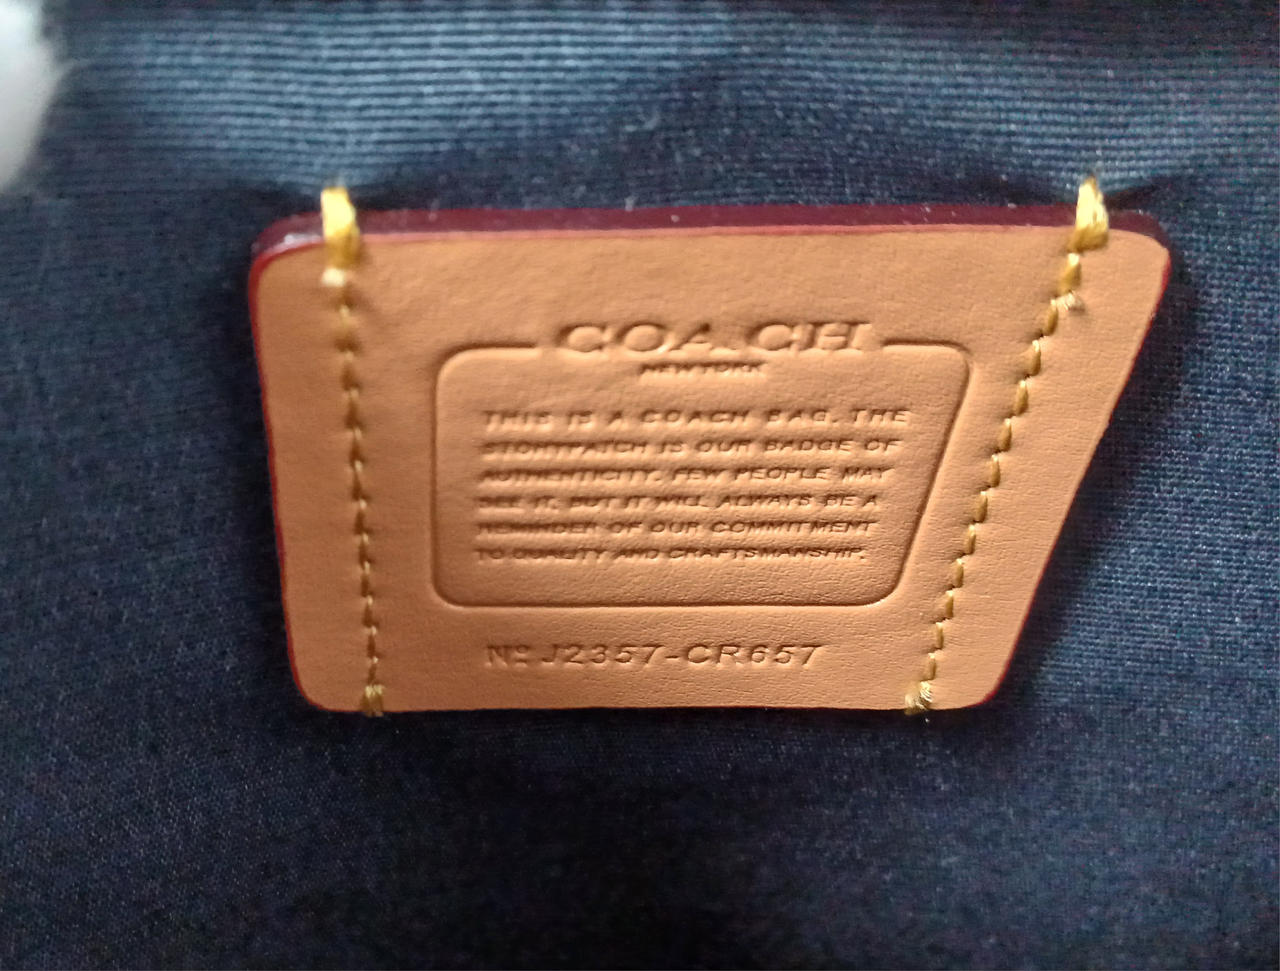 COACH
NEW YORK
THIS IS A COACH BAG. THE
STORYPATCH IS OUR BADGE OF
AUTHENTICITY. FEW PEOPLE MAY
SEE IT, BUT IT WILL ALWAYS BE A
REMINDER OF OUR COMMITMENT
TO QUALITY AND CRAFTSMANSHIP.
Nº J2357-CR657